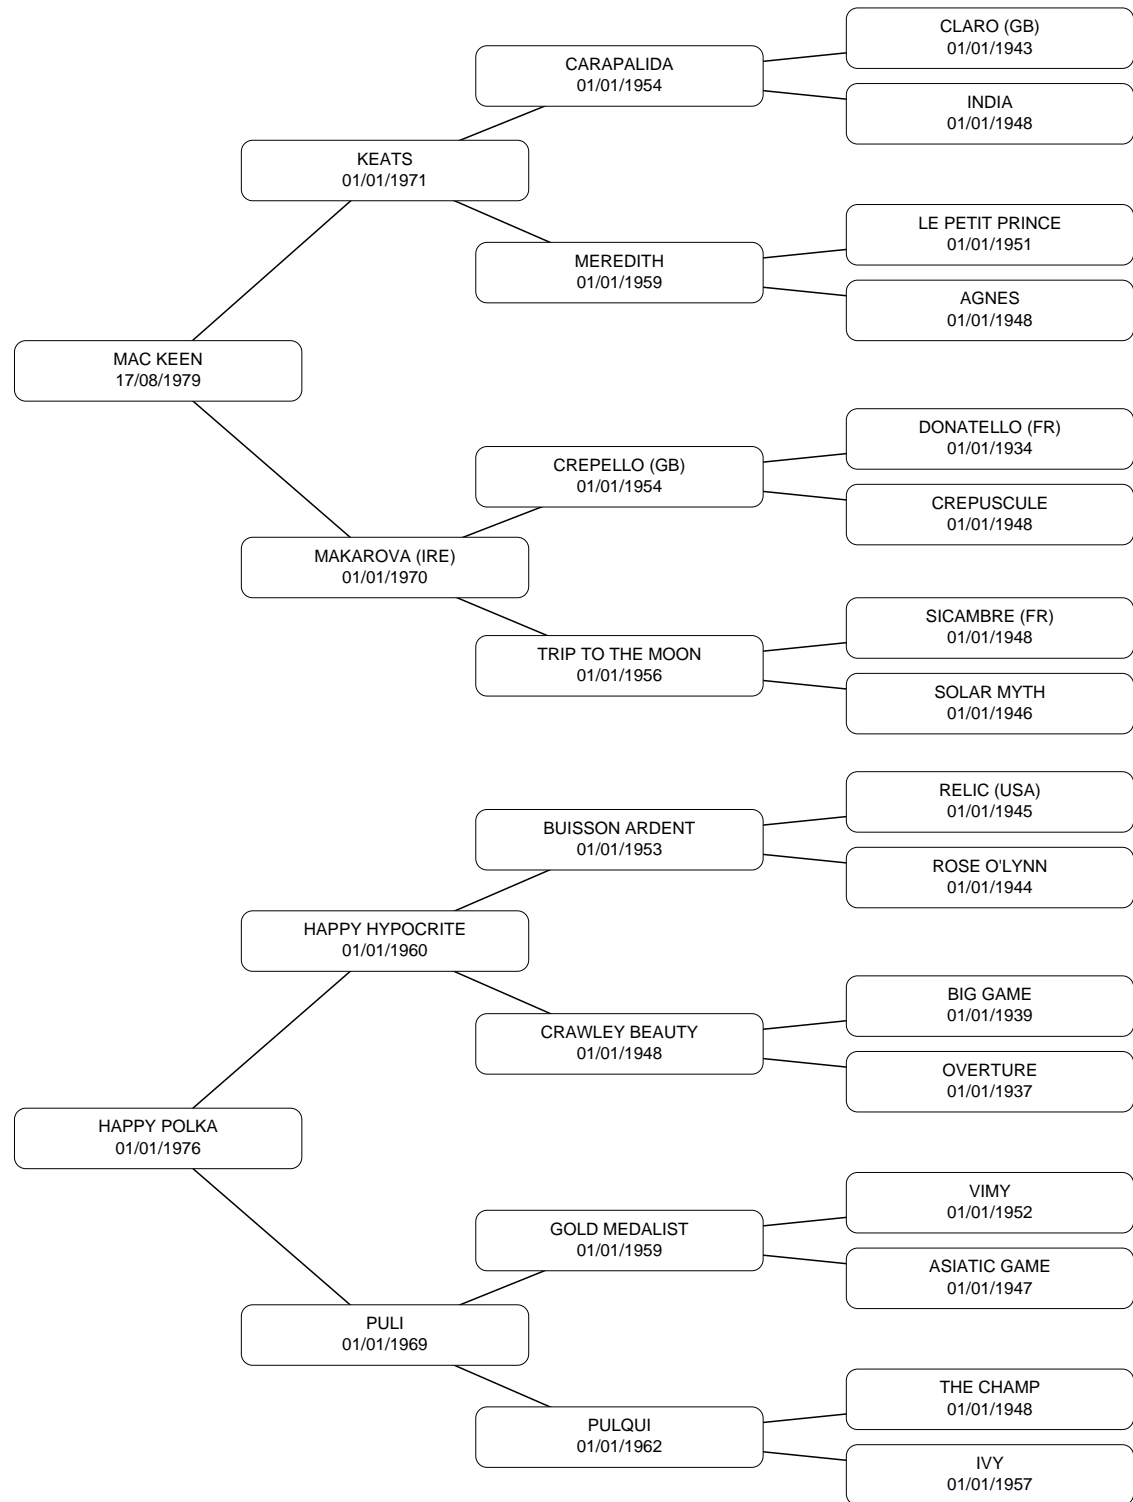 CLARO (GB)
01/01/1943
CARAPALIDA
01/01/1954
INDIA
01/01/1948
KEATS
01/01/1971
LE PETIT PRINCE
01/01/1951
MEREDITH
01/01/1959
AGNES
01/01/1948
MAC KEEN
17/08/1979
DONATELLO (FR)
01/01/1934
CREPELLO (GB)
01/01/1954
CREPUSCULE
01/01/1948
MAKAROVA (IRE)
01/01/1970
SICAMBRE (FR)
01/01/1948
TRIP TO THE MOON
01/01/1956
SOLAR MYTH
01/01/1946
RELIC (USA)
01/01/1945
BUISSON ARDENT
01/01/1953
ROSE O'LYNN
01/01/1944
HAPPY HYPOCRITE
01/01/1960
BIG GAME
01/01/1939
CRAWLEY BEAUTY
01/01/1948
OVERTURE
01/01/1937
HAPPY POLKA
01/01/1976
VIMY
01/01/1952
GOLD MEDALIST
01/01/1959
ASIATIC GAME
01/01/1947
PULI
01/01/1969
THE CHAMP
01/01/1948
PULQUI
01/01/1962
IVY
01/01/1957